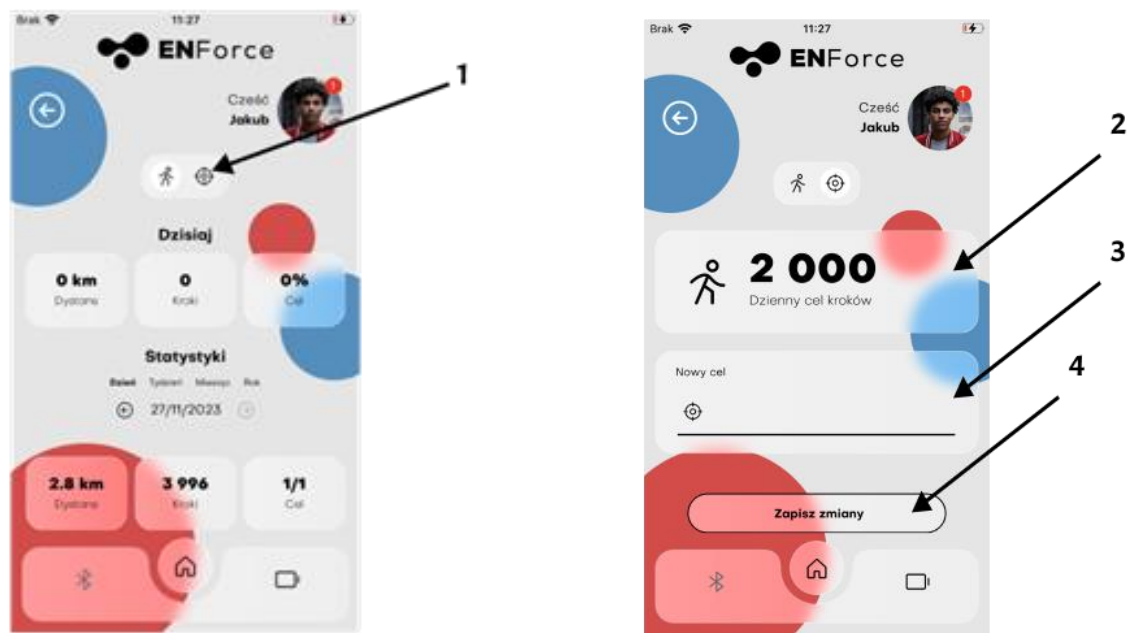 Brak 11:27
ENForce
Cześć
Jakub
1
1
Dzisiaj
0 km 0 0%
Dystans Kroki Cel
Statystyki
Dzień Tydzień Miesiąc Rok
27/11/2023
2.8 km 3 996 1/1
Dystans Kroki Cel
Brak 11:27
ENForce
Cześć
Jakub
1
2
2 000
Dzienny cel kroków
3
Nowy cel
4
Zapisz zmiany